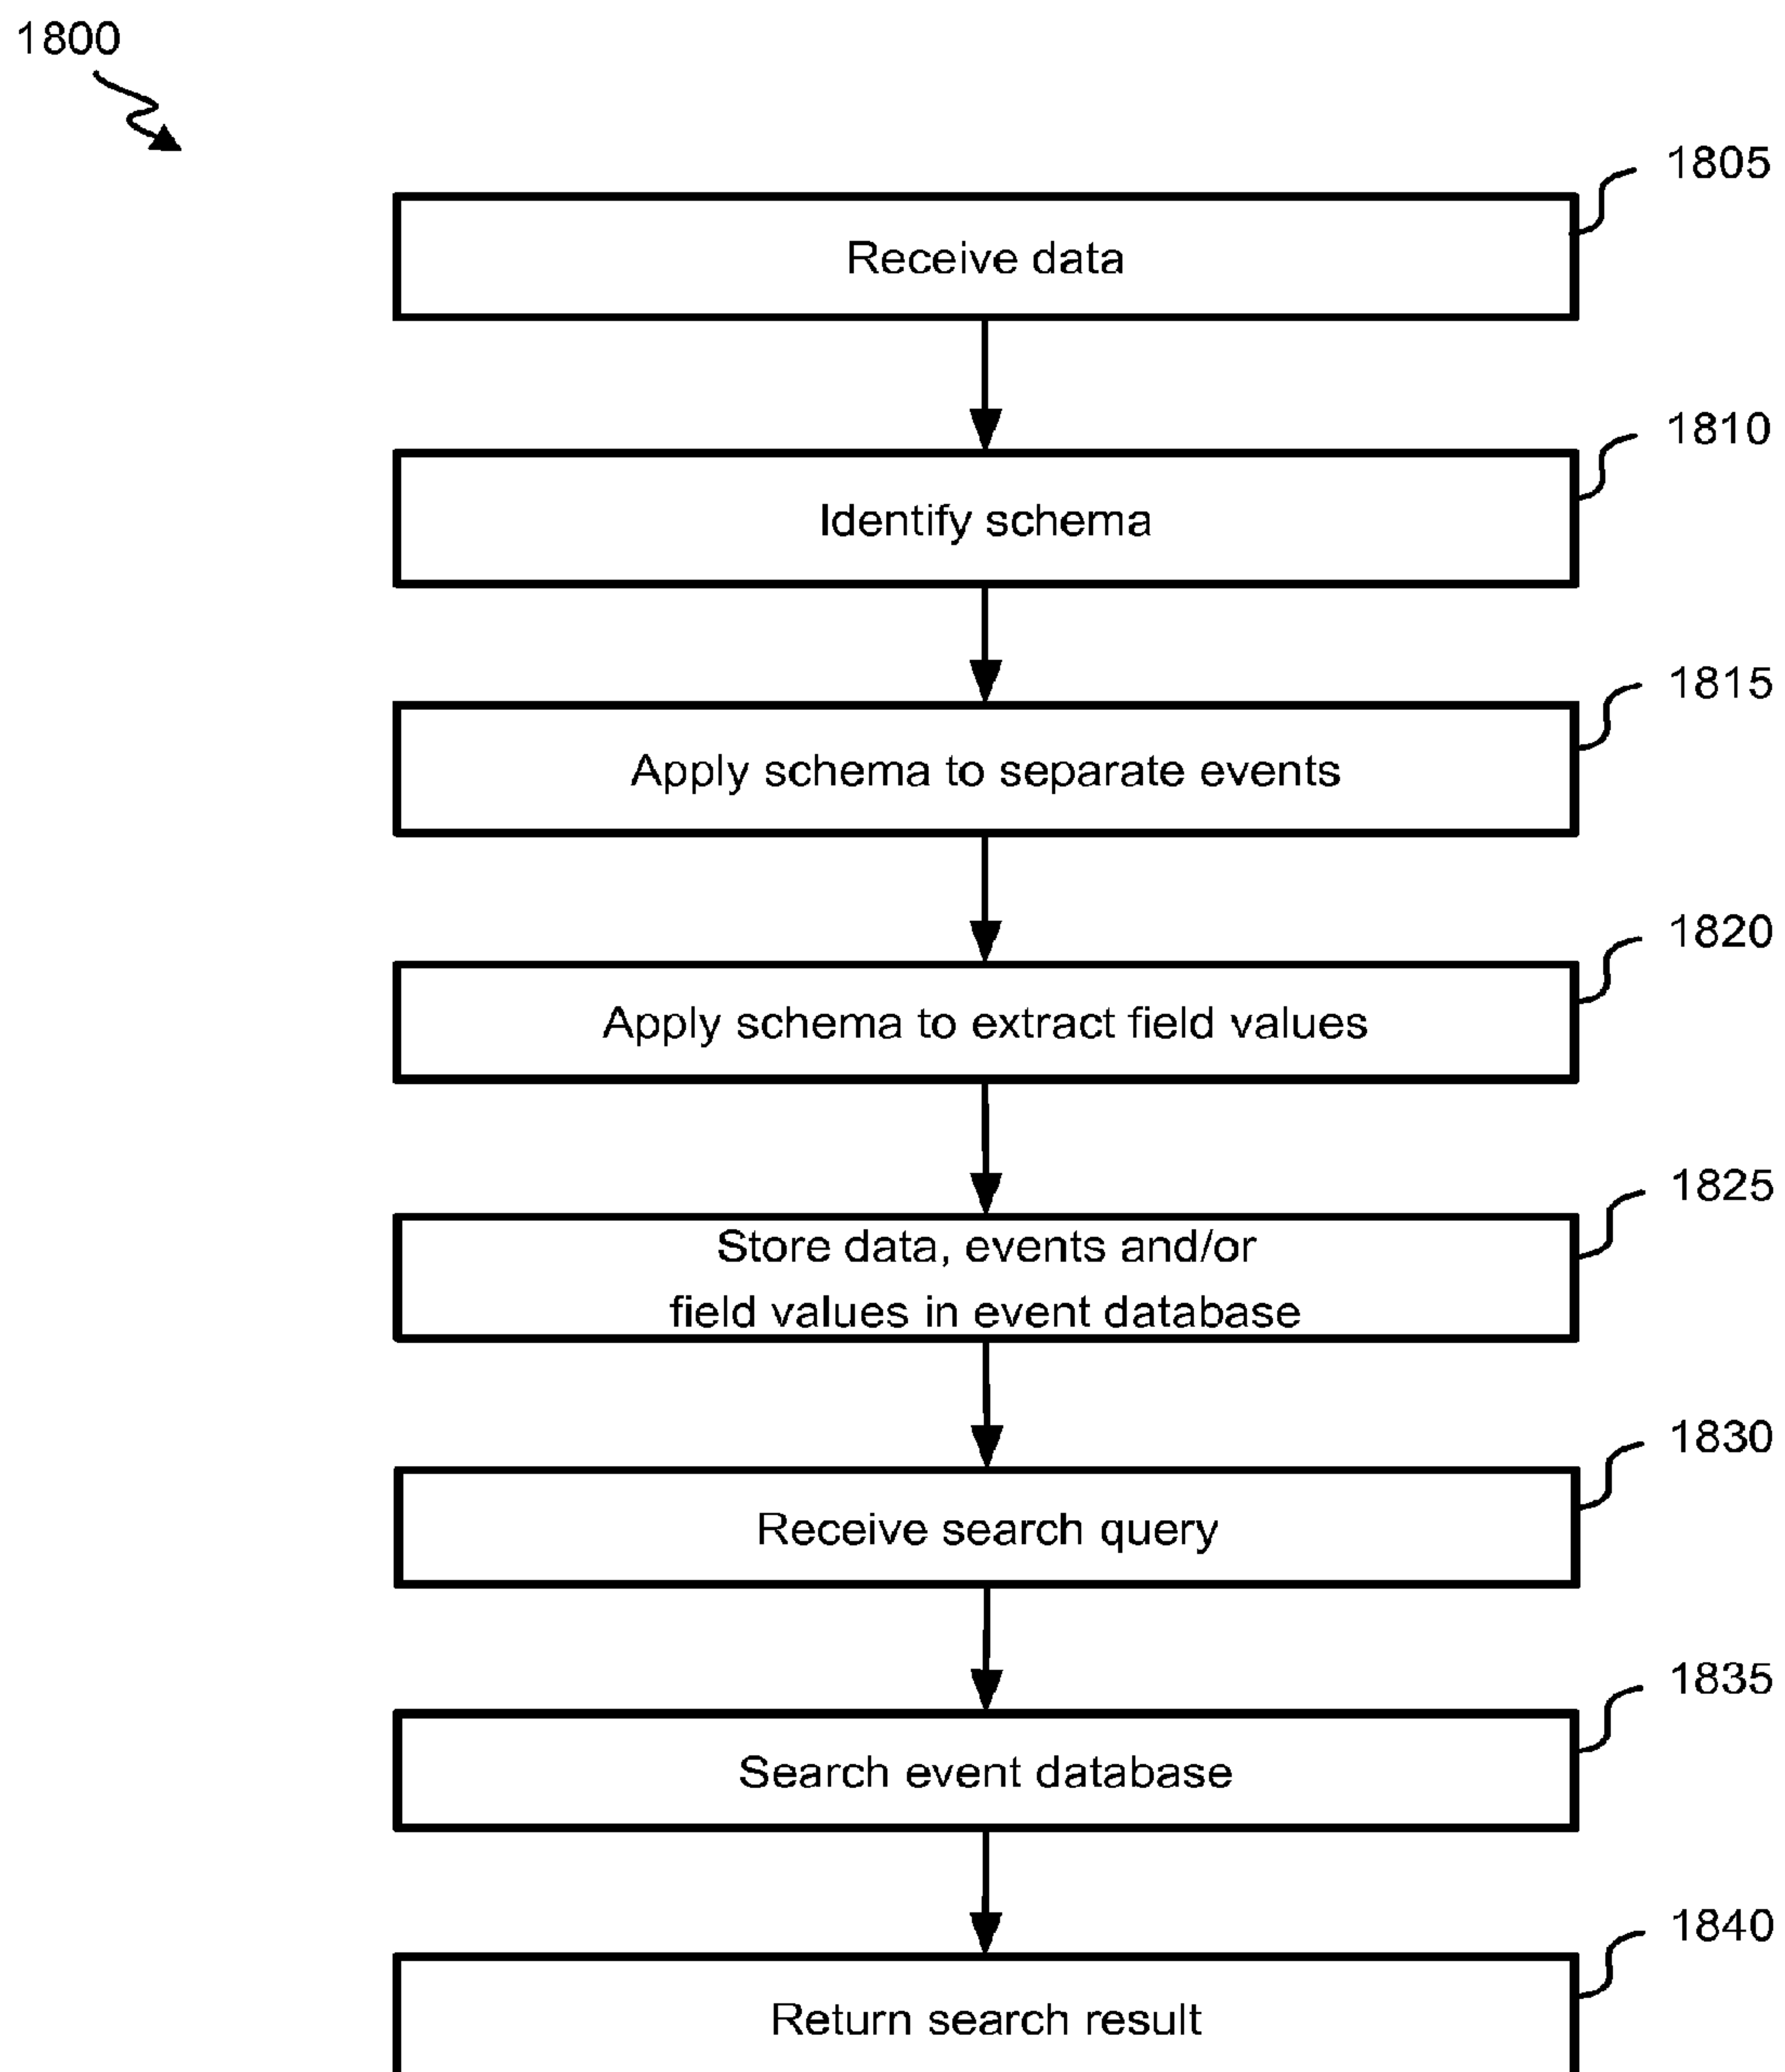 1800
1805
Receive data
1810
Identify schema
1815
Apply schema to separate events
1820
Apply schema to extract field values
1825
Store data, events and/or
field values in event database
1830
Receive search query
1835
Search event database
1840
Return search result